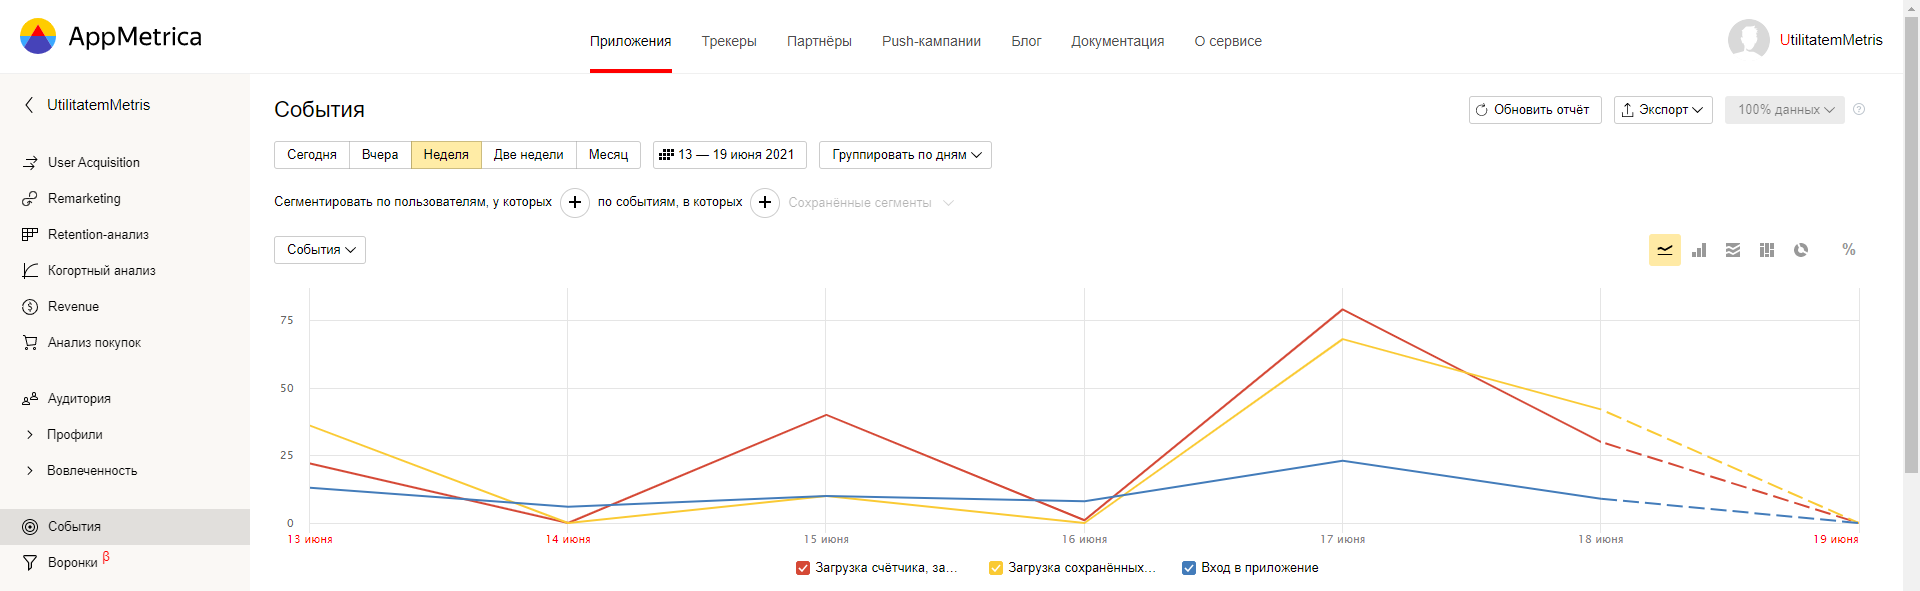 AppMetrica
Приложения Трекеры Партнёры Push-кампании Блог Документация О сервисе
UtilitatemMetris
UtilitatemMetris
User Acquisition
Remarketing
Retention-анализ
Когортный анализ
Revenue
Анализ покупок
Аудитория
Профили
Вовлеченность
События
Воронки β
События
Обновить отчёт Экспорт 100% данных ?
Сегодня Вчера Неделя Две недели Месяц 13 — 19 июня 2021 Группировать по дням
Сегментировать по пользователям, у которых + по событиям, в которых + Сохранённые сегменты
События
%
75
50
25
0
13 июня 14 июня 15 июня 16 июня 17 июня 18 июня 19 июня
Загрузка счётчика, за... Загрузка сохранённых... Вход в приложение